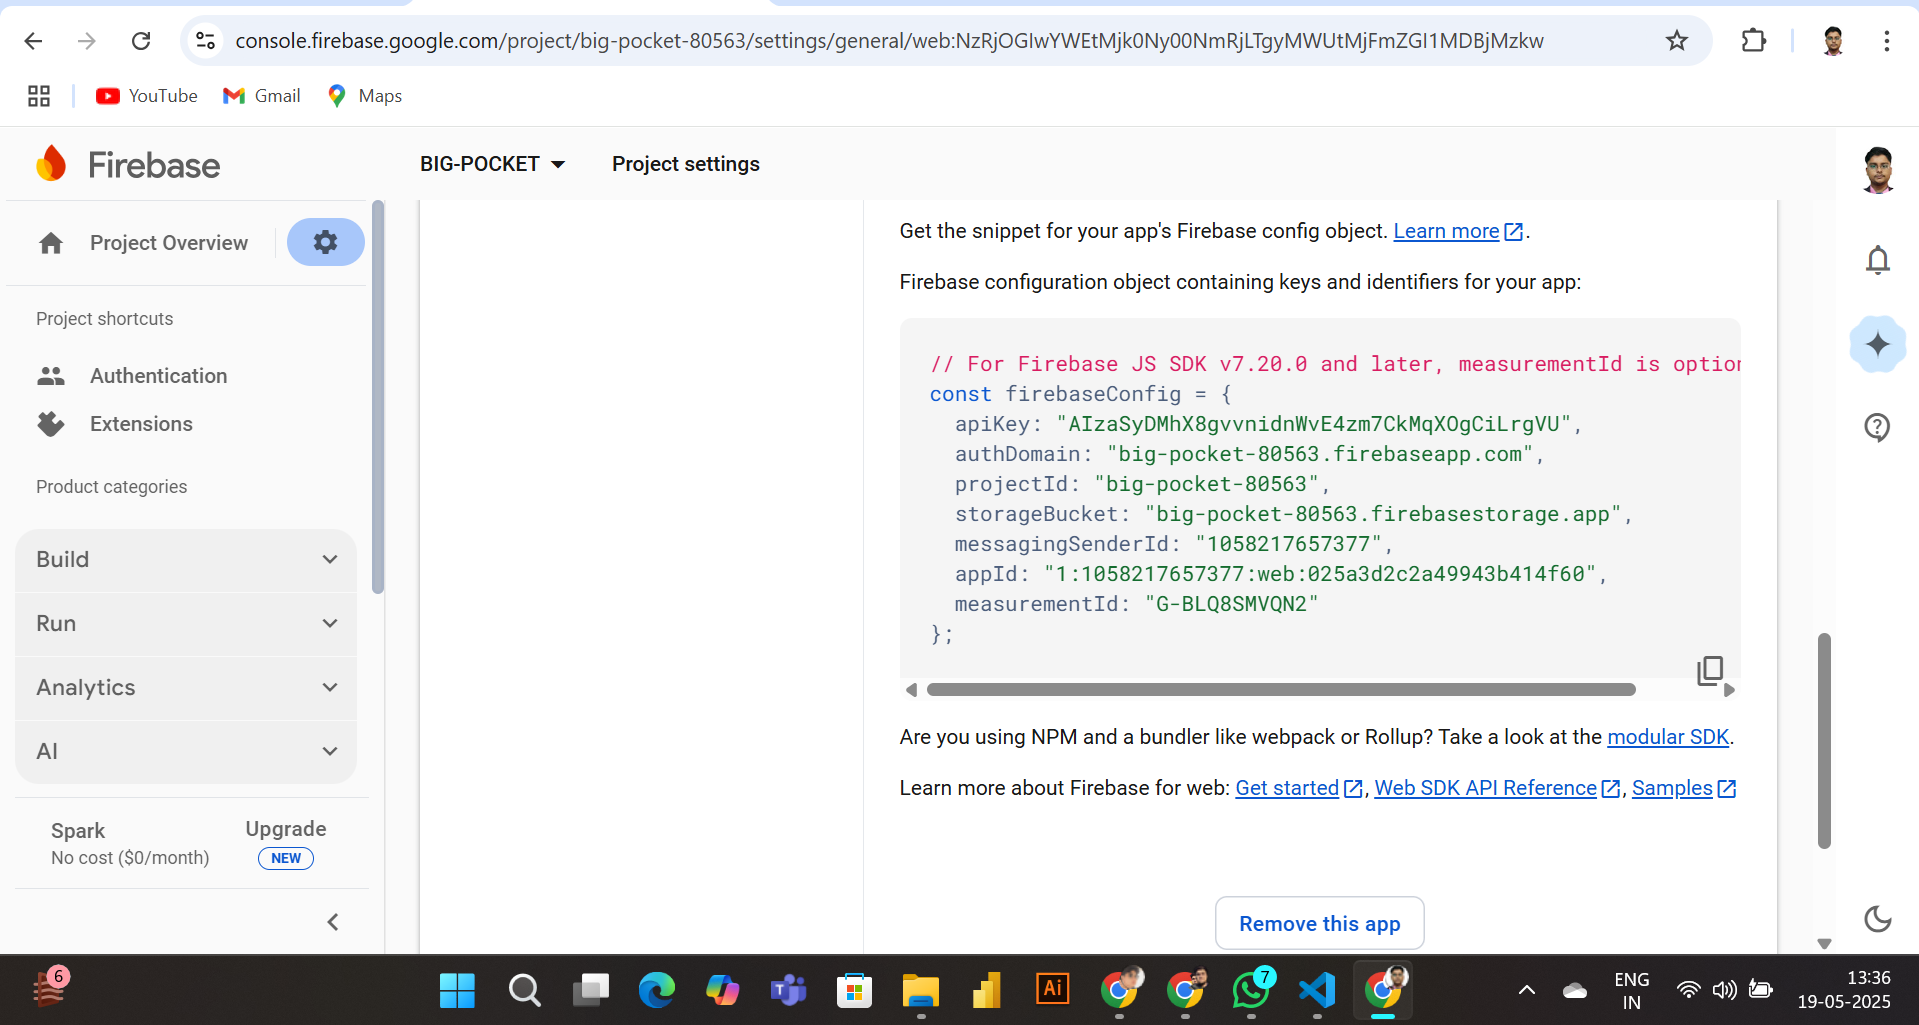 console.firebase.google.com/project/big-pocket-80563/settings/general/web:NzRjOGIwYWEtMjk0Ny00NmRjLTgyMWUtMjFmZGI1MDBjMzkw
YouTube
Gmail
Maps
Firebase
BIG-POCKET
Project settings
Project Overview
Project shortcuts
Authentication
Extensions
Product categories
Build
Run
Analytics
AI
Spark
No cost ($0/month)
Upgrade
NEW
Get the snippet for your app's Firebase config object. Learn more.
Firebase configuration object containing keys and identifiers for your app:
// For Firebase JS SDK v7.20.0 and later, measurementId is option
const firebaseConfig = {
apiKey: "AIzaSyDMhX8gvvnidnWvE4zm7CkMqXOgCiLrgVU",
authDomain: "big-pocket-80563.firebaseapp.com",
projectId: "big-pocket-80563",
storageBucket: "big-pocket-80563.firebasestorage.app",
messagingSenderId: "1058217657377",
appId: "1:1058217657377:web:025a3d2c2a49943b414f60",
measurementId: "G-BLQ8SMVQN2"
};
Are you using NPM and a bundler like webpack or Rollup? Take a look at the modular SDK.
Learn more about Firebase for web: Get started, Web SDK API Reference, Samples
Remove this app
6
Ai
7
ENG
IN
13:36
19-05-2025